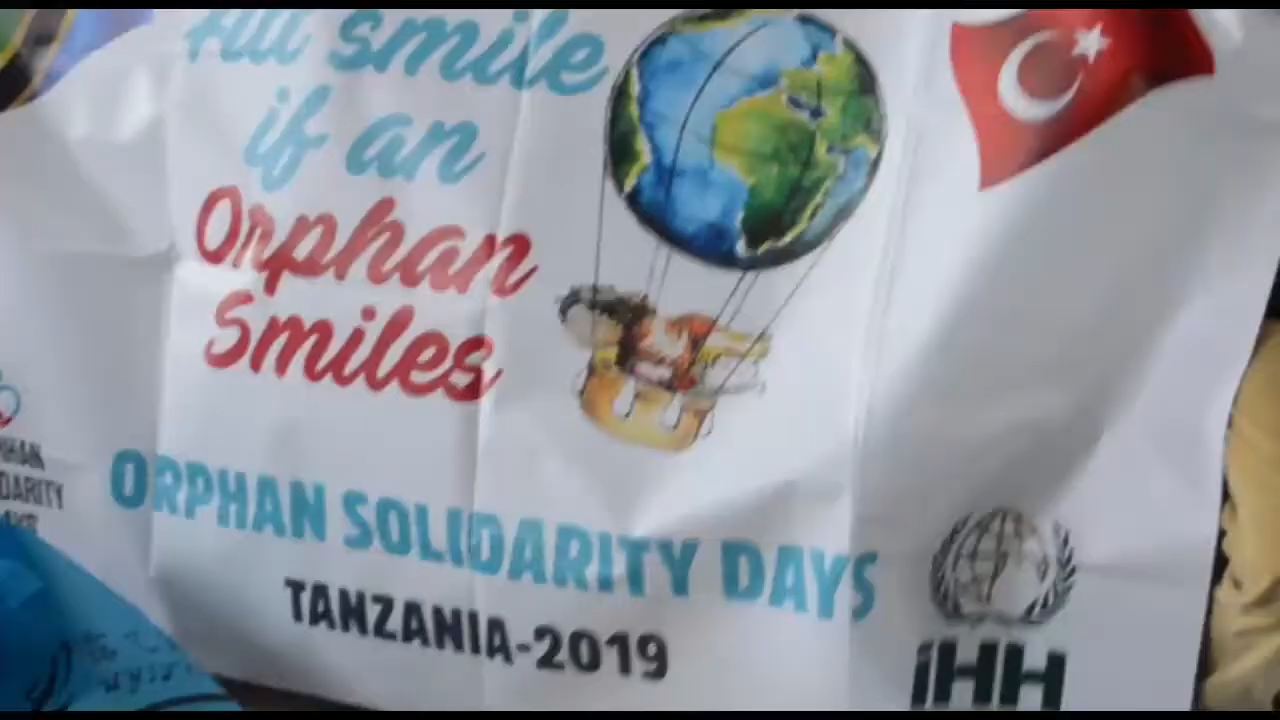 smile
if an
Orphan
Smiles
ORPHAN SOLIDARITY DAYS
TANZANIA-2019
iHH